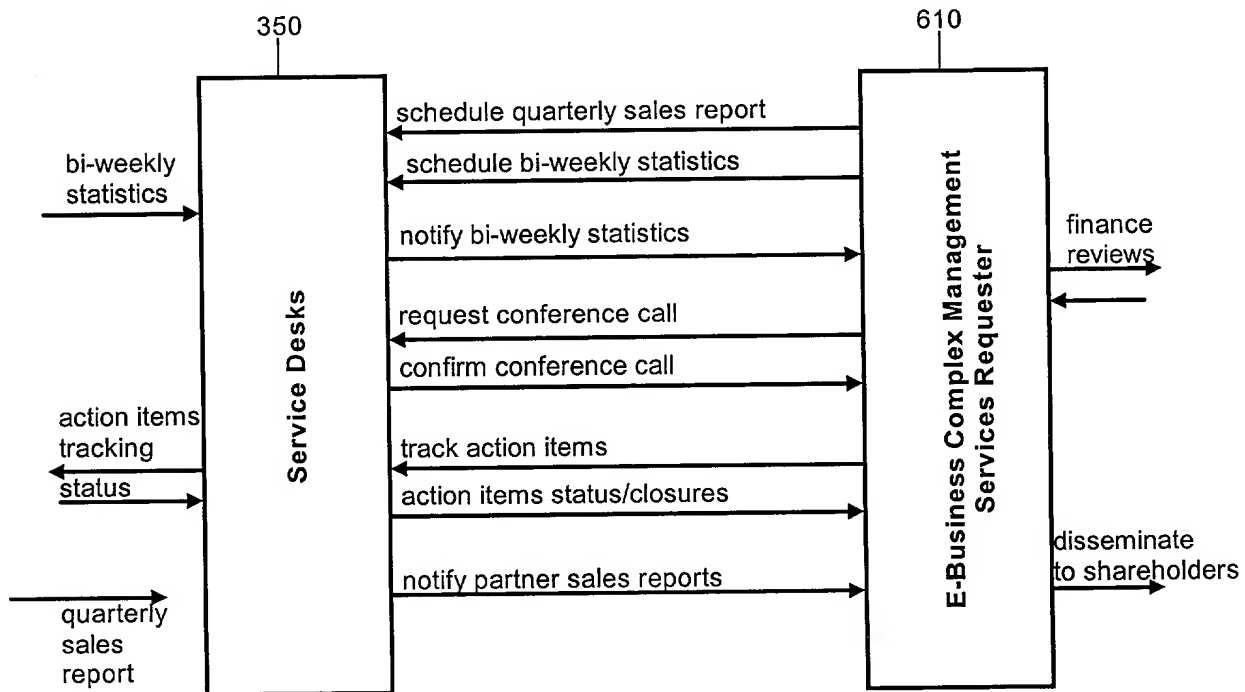 350
610
schedule quarterly sales report
schedule bi-weekly statistics
bi-weekly
statistics
notify bi-weekly statistics
finance
reviews
request conference call
confirm conference call
Service Desks
E-Business Complex Management
Services Requester
action items
tracking
status
track action items
action items status/closures
notify partner sales reports
disseminate
to shareholders
quarterly
sales
report